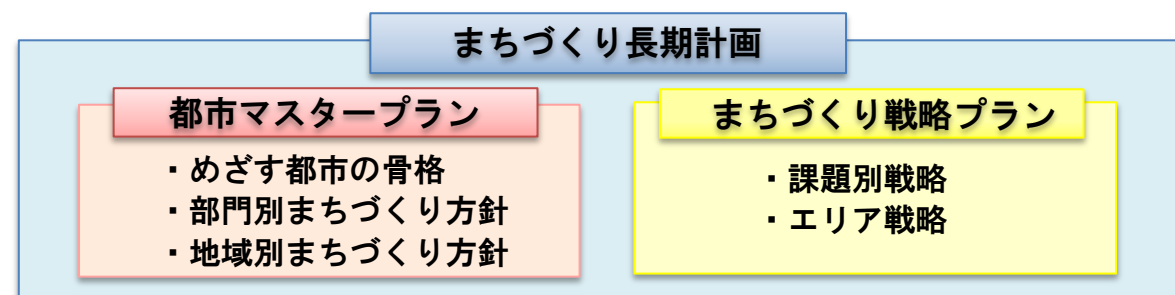 まちづくり長期計画
都市マスタープラン
・めざす都市の骨格
・部門別まちづくり方針
・地域別まちづくり方針
まちづくり戦略プラン
・課題別戦略
・エリア戦略